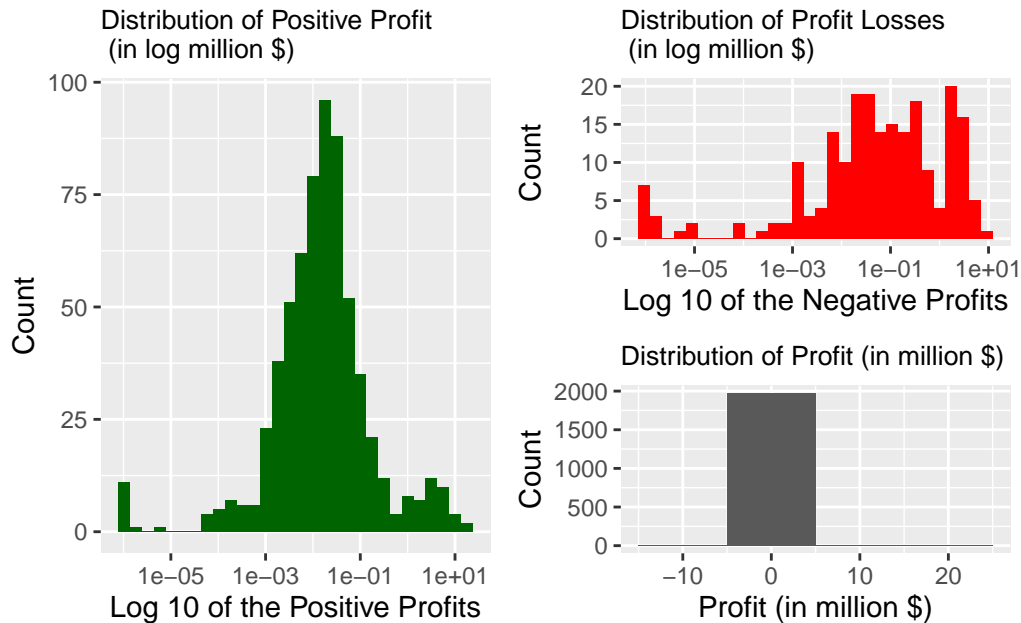 Distribution of Positive Profit
(in log million $)
100
75
50
25
0
Count
1e−05
1e−03
1e−01
1e+01
Log 10 of the Positive Profits
Distribution of Profit Losses
(in log million $)
20
15
10
5
0
Count
1e−05
1e−03
1e−01
1e+01
Log 10 of the Negative Profits
Distribution of Profit (in million $)
2000
1500
1000
500
0
Count
−10
0
10
20
Profit (in million $)